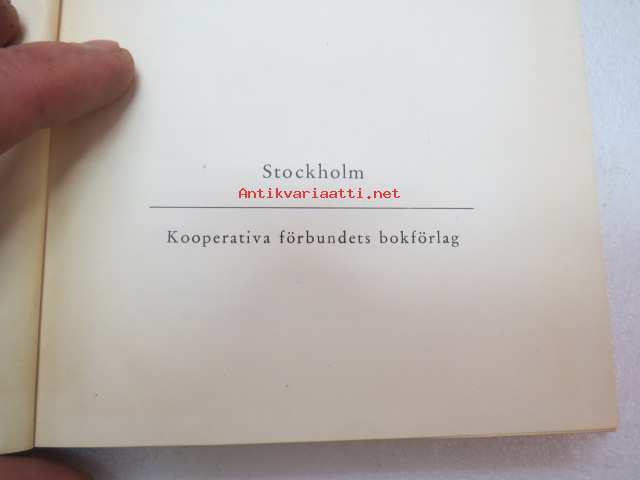 Stockholm
Antikvariaatti.net
Kooperativa förbundets bokförlag